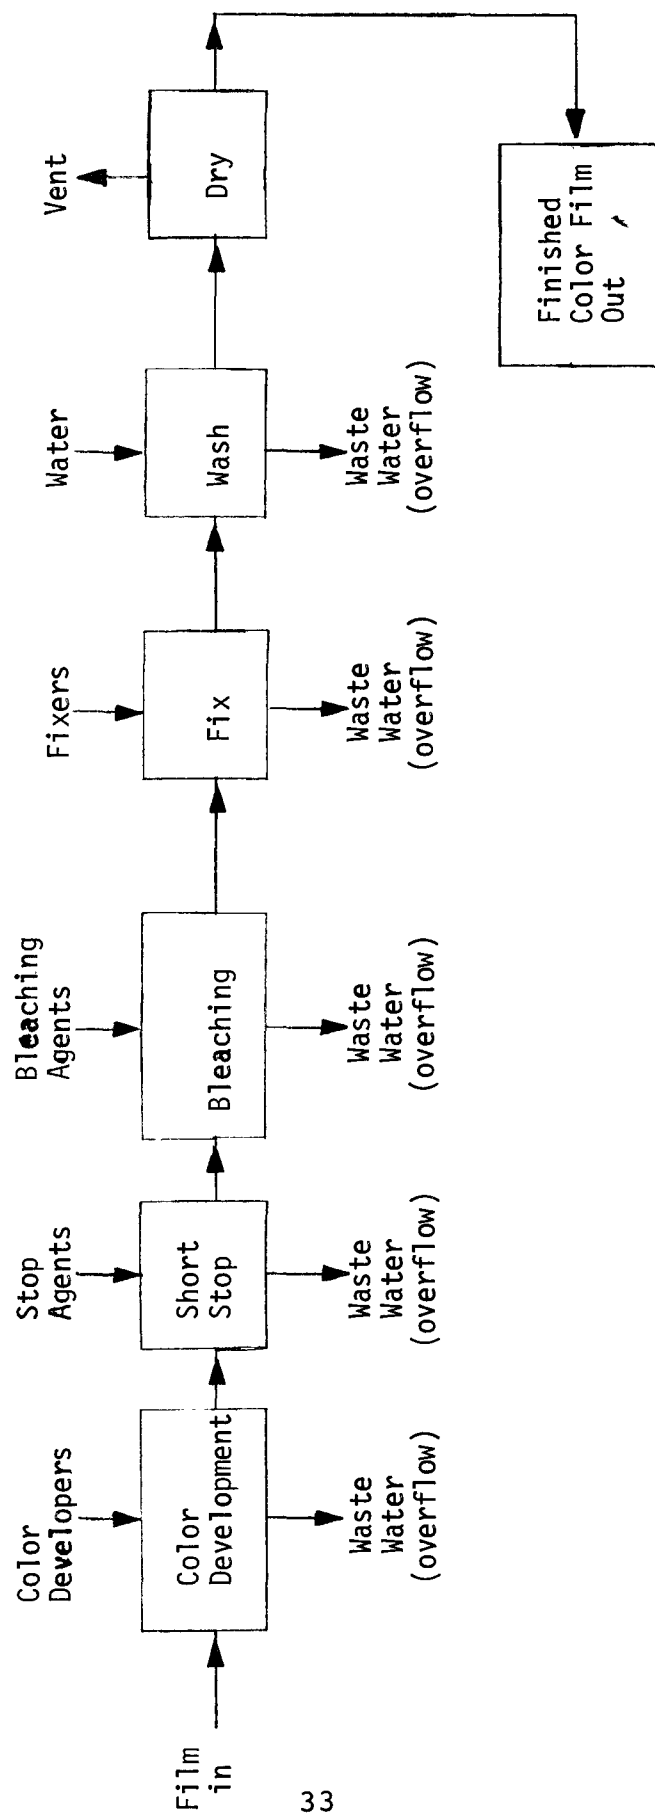 Film
in
Color
Developers
Color
Development
Waste
Water
(overflow)
Stop
Agents
Short
Stop
Waste
Water
(overflow)
Bleaching
Agents
Bleaching
Waste
Water
(overflow)
Fixers
Fix
Waste
Water
(overflow)
Water
Wash
Waste
Water
(overflow)
Vent
Dry
Finished
Color Film
Out
33